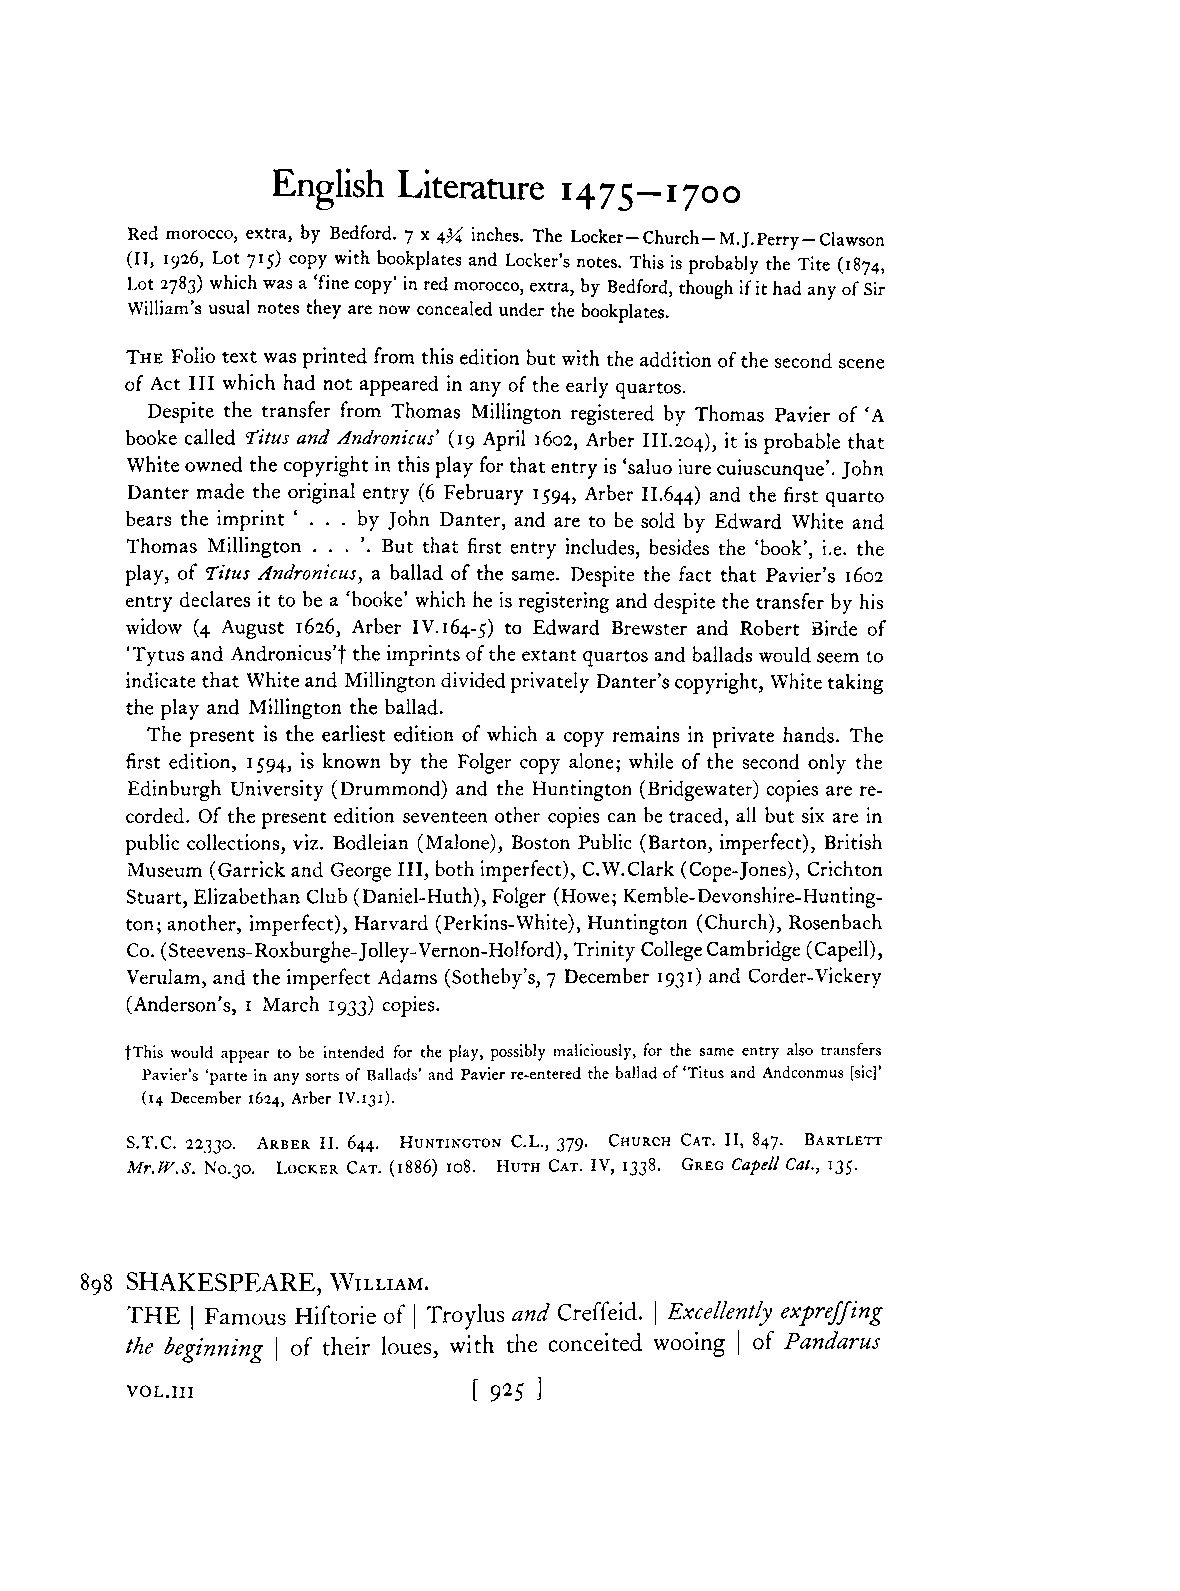 English Literature 1475—1700
Red morocco, extra, by Bedford. 7 x 4¾ inches. The Locker—Church—M.J.Perry—Clawson
(II, 1926, Lot 715) copy with bookplates and Locker's notes. This is probably the Tite (1874,
Lot 2783) which was a ‘fine copy’ in red morocco, extra, by Bedford, though if it had any of Sir
William's usual notes they are now concealed under the bookplates.
THE Folio text was printed from this edition but with the addition of the second scene
of Act III which had not appeared in any of the early quartos.
Despite the transfer from Thomas Millington registered by Thomas Pavier of ‘A
booke called Titus and Andronicus’ (19 April 1602, Arber III.204), it is probable that
White owned the copyright in this play for that entry is ‘saluo iure cuiuscunque’. John
Danter made the original entry (6 February 1594, Arber II.644) and the first quarto
bears the imprint ‘ . . . by John Danter, and are to be sold by Edward White and
Thomas Millington . . . ’. But that first entry includes, besides the ‘book’, i.e. the
play, of Titus Andronicus, a ballad of the same. Despite the fact that Pavier's 1602
entry declares it to be a ‘booke’ which he is registering and despite the transfer by his
widow (4 August 1626, Arber IV.164-5) to Edward Brewster and Robert Birde of
‘Tytus and Andronicus’† the imprints of the extant quartos and ballads would seem to
indicate that White and Millington divided privately Danter's copyright, White taking
the play and Millington the ballad.
The present is the earliest edition of which a copy remains in private hands. The
first edition, 1594, is known by the Folger copy alone; while of the second only the
Edinburgh University (Drummond) and the Huntington (Bridgewater) copies are re-
corded. Of the present edition seventeen other copies can be traced, all but six are in
public collections, viz. Bodleian (Malone), Boston Public (Barton, imperfect), British
Museum (Garrick and George III, both imperfect), C.W.Clark (Cope-Jones), Crichton
Stuart, Elizabethan Club (Daniel-Huth), Folger (Howe; Kemble-Devonshire-Hunting-
ton; another, imperfect), Harvard (Perkins-White), Huntington (Church), Rosenbach
Co. (Steevens-Roxburghe-Jolley-Vernon-Holford), Trinity College Cambridge (Capell),
Verulam, and the imperfect Adams (Sotheby's, 7 December 1931) and Corder-Vickery
(Anderson's, 1 March 1933) copies.
†This would appear to be intended for the play, possibly maliciously, for the same entry also transfers
Pavier's ‘parte in any sorts of Ballads’ and Pavier re-entered the ballad of ‘Titus and Andconmus [sic]’
(14 December 1624, Arber IV.131).
S.T.C. 22330. ARBER II. 644. HUNTINGTON C.L., 379. CHURCH CAT. II, 847. BARTLETT
Mr.W.S. No.30. LOCKER CAT. (1886) 108. HUTH CAT. IV, 1338. GREG Capell Cat., 135.
898 SHAKESPEARE, WILLIAM.
THE | Famous Hiſtorie of | Troylus and Creſſeid. | Excellently expreſſing
the beginning | of their loues, with the conceited wooing | of Pandarus
VOL.III [ 925 ]